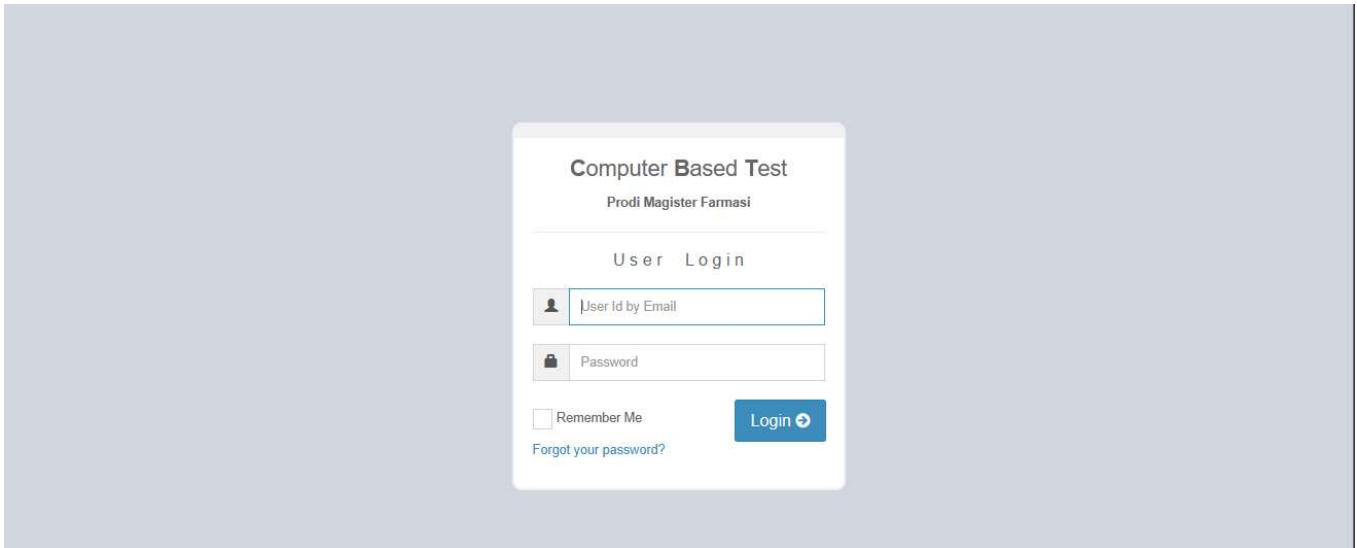 Computer Based Test
Prodi Magister Farmasi
User Login
User Id by Email
Password
Remember Me
Login
Forgot your password?